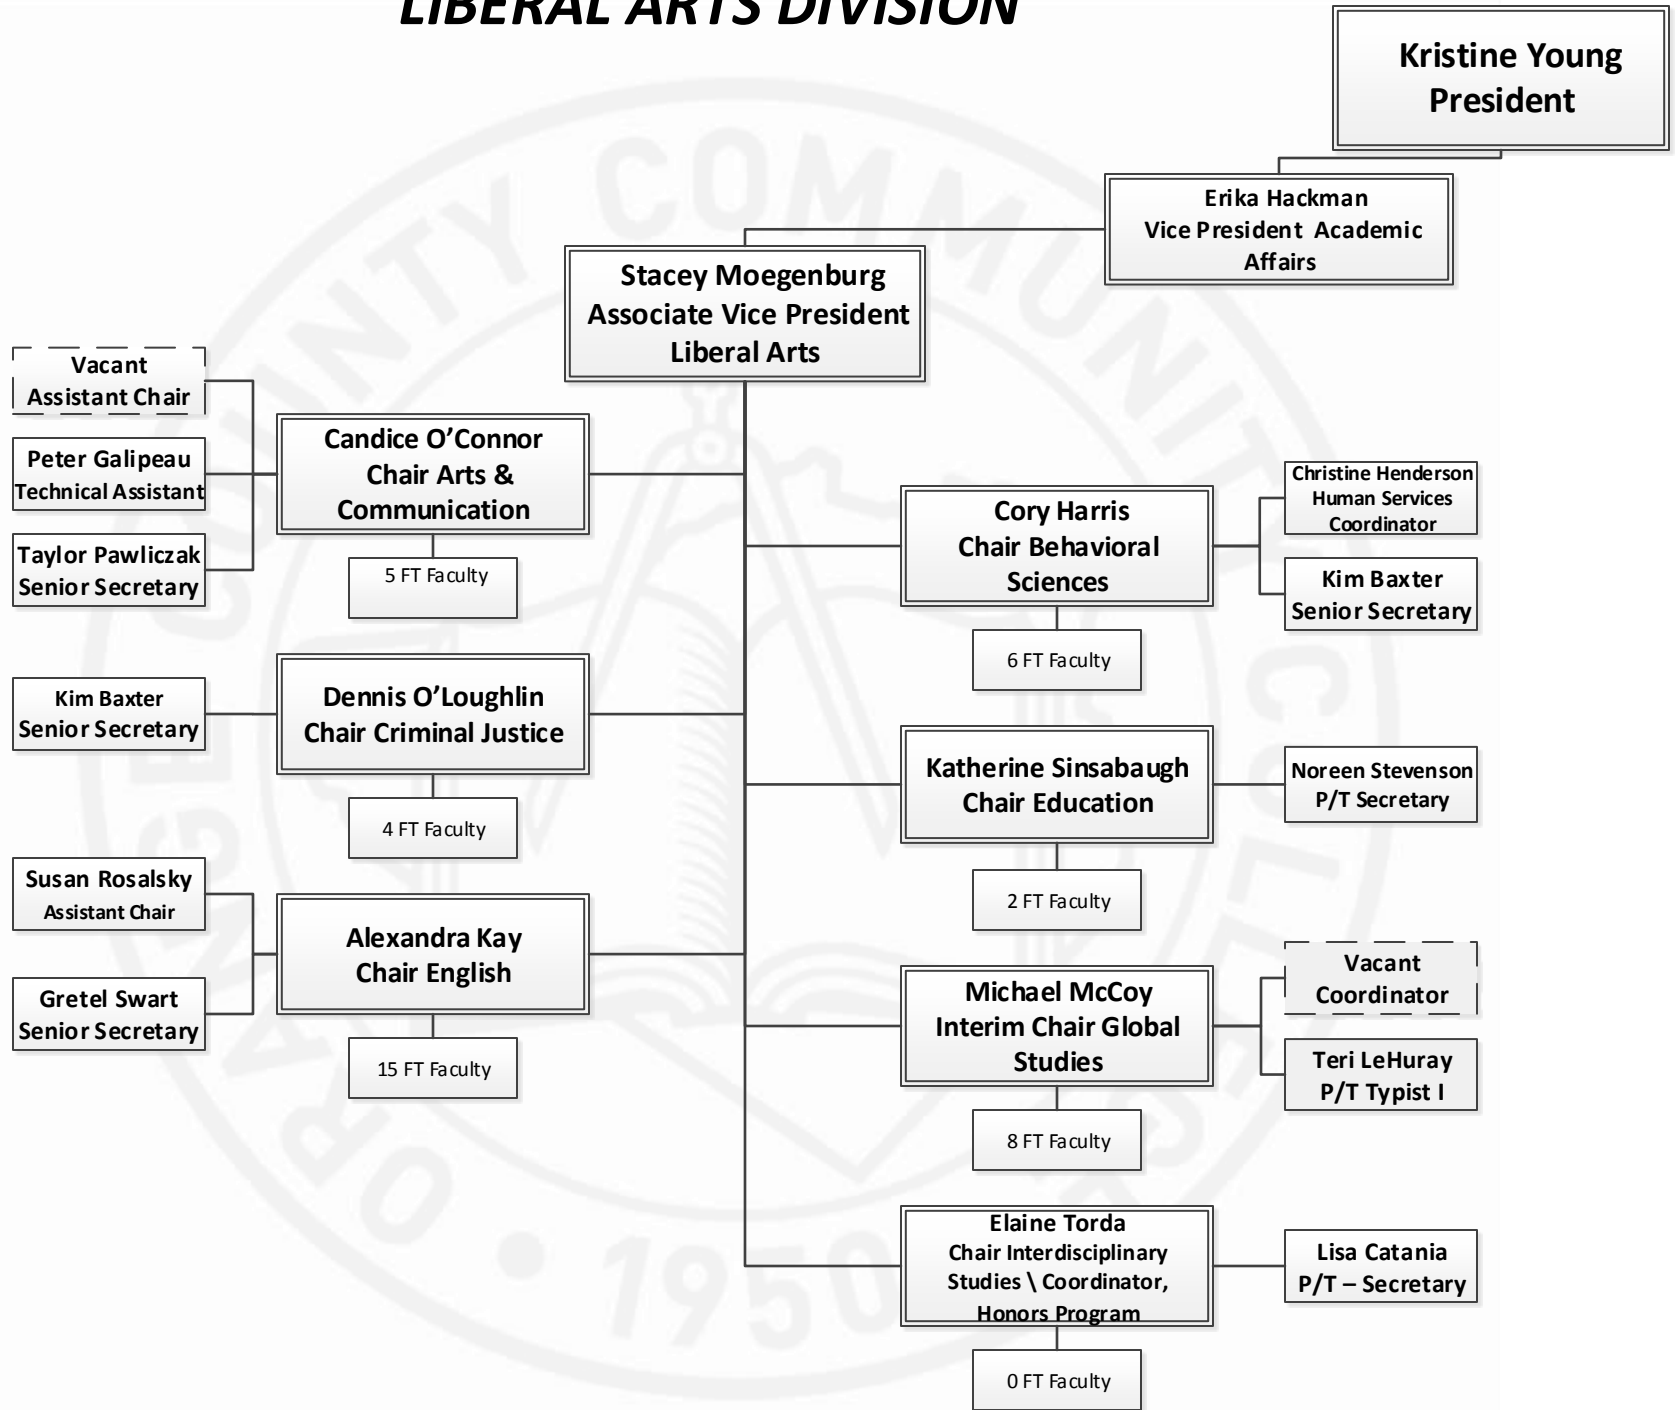 LIBERAL ARTS DIVISION
Kristine Young
President
Erika Hackman
Vice President Academic
Affairs
Stacey Moegenburg
Associate Vice President
Liberal Arts
Vacant
Assistant Chair
Peter Galipeau
Technical Assistant
Taylor Pawliczak
Senior Secretary
Candice O’Connor
Chair Arts &
Communication
5 FT Faculty
Kim Baxter
Senior Secretary
Dennis O’Loughlin
Chair Criminal Justice
4 FT Faculty
Susan Rosalsky
Assistant Chair
Gretel Swart
Senior Secretary
Alexandra Kay
Chair English
15 FT Faculty
Cory Harris
Chair Behavioral
Sciences
6 FT Faculty
Christine Henderson
Human Services
Coordinator
Kim Baxter
Senior Secretary
Katherine Sinsabaugh
Chair Education
2 FT Faculty
Noreen Stevenson
P/T Secretary
Michael McCoy
Interim Chair Global
Studies
8 FT Faculty
Vacant
Coordinator
Teri LeHuray
P/T Typist I
Elaine Torda
Chair Interdisciplinary
Studies \ Coordinator,
Honors Program
0 FT Faculty
Lisa Catania
P/T – Secretary
ORANGE COUNTY COMMUNITY COLLEGE
• 1950